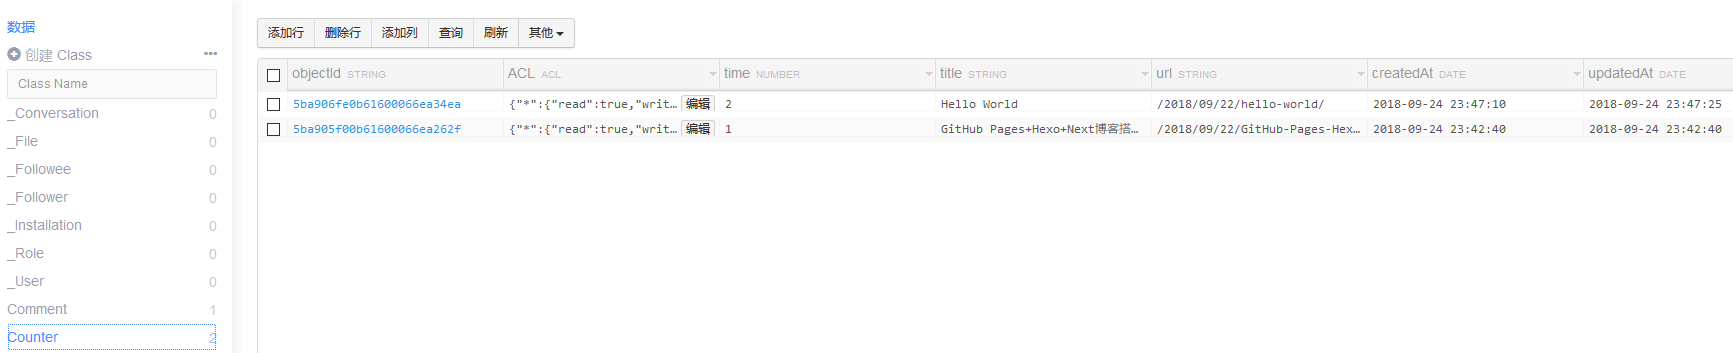 数据
创建 Class
Class Name
_Conversation 0
_File 0
_Followee 0
_Follower 0
_Installation 0
_Role 0
_User 0
Comment 1
Counter 2
添加行 删除行 添加列 查询 刷新 其他
objectId STRING ACL ACL time NUMBER title STRING url STRING createdAt DATE updatedAt DATE
5ba906fe0b61600066ea34ea {"*":{"read":true,"writ... 编辑 2 Hello World /2018/09/22/hello-world/ 2018-09-24 23:47:10 2018-09-24 23:47:25
5ba905f00b61600066ea262f {"*":{"read":true,"writ... 编辑 1 GitHub Pages+Hexo+Next博客搭... /2018/09/22/GitHub-Pages-Hex... 2018-09-24 23:42:40 2018-09-24 23:42:40